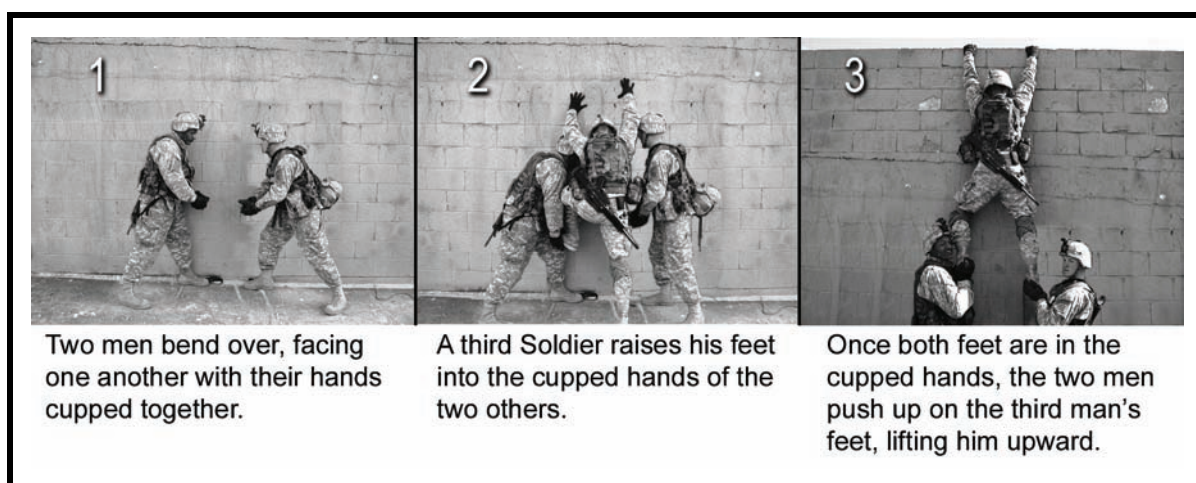 1
2
3
Two men bend over, facing
one another with their hands
cupped together.
A third Soldier raises his feet
into the cupped hands of the
two others.
Once both feet are in the
cupped hands, the two men
push up on the third man's
feet, lifting him upward.